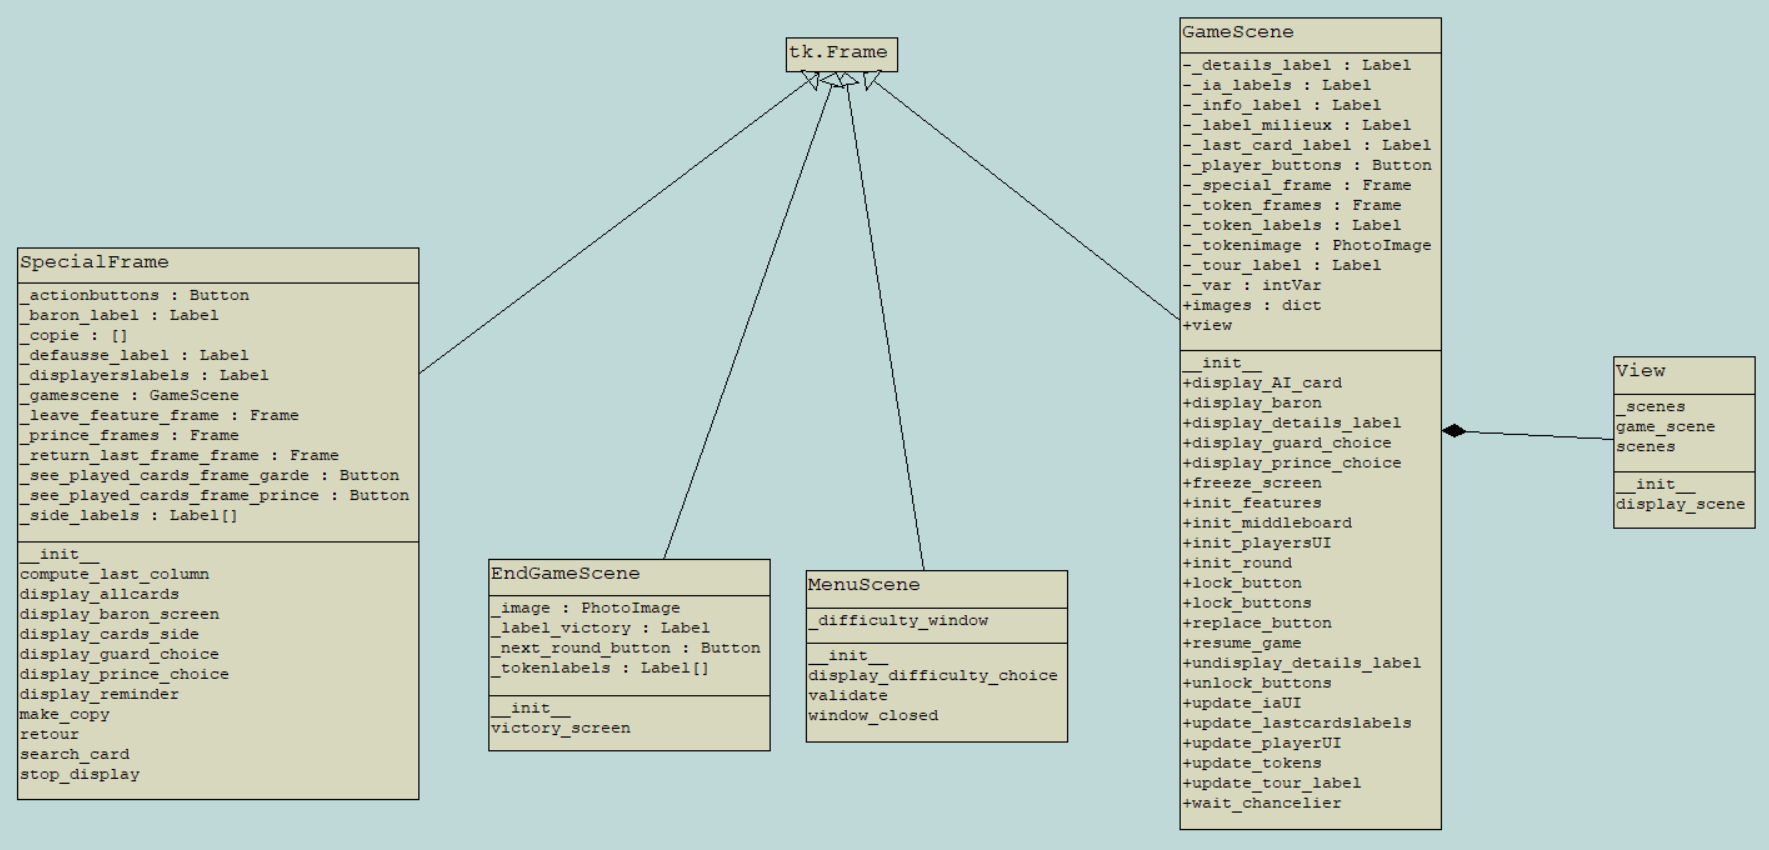 tk.Frame
GameScene
-_details_label : Label
-_ia_labels : Label
-_info_label : Label
-_label_milieux : Label
-_last_card_label : Label
-_player_buttons : Button
-_special_frame : Frame
-_token_frames : Frame
-_token_labels : Label
-_tokenimage : PhotoImage
-_tour_label : Label
-_var : intVar
+images : dict
+view
__init__
+display_AI_card
+display_baron
+display_details_label
+display_guard_choice
+display_prince_choice
+freeze_screen
+init_features
+init_middleboard
+init_playersUI
+init_round
+lock_button
+lock_buttons
+replace_button
+resume_game
+undisplay_details_label
+unlock_buttons
+update_iaUI
+update_lastcardslabels
+update_playerUI
+update_tokens
+update_tour_label
+wait_chancelier
SpecialFrame
_actionbuttons : Button
_baron_label : Label
_copie : []
_defausse_label : Label
_displayerslabels : Label
_gamescene : GameScene
_leave_feature_frame : Frame
_prince_frames : Frame
_return_last_frame_frame : Frame
_see_played_cards_frame_garde : Button
_see_played_cards_frame_prince : Button
_side_labels : Label[]
__init__
compute_last_column
display_allcards
display_baron_screen
display_cards_side
display_guard_choice
display_prince_choice
display_reminder
make_copy
retour
search_card
stop_display
EndGameScene
_image : PhotoImage
_label_victory : Label
_next_round_button : Button
_tokenlabels : Label[]
__init__
victory_screen
MenuScene
_difficulty_window
__init__
display_difficulty_choice
validate
window_closed
View
_scenes
game_scene
scenes
__init__
display_scene